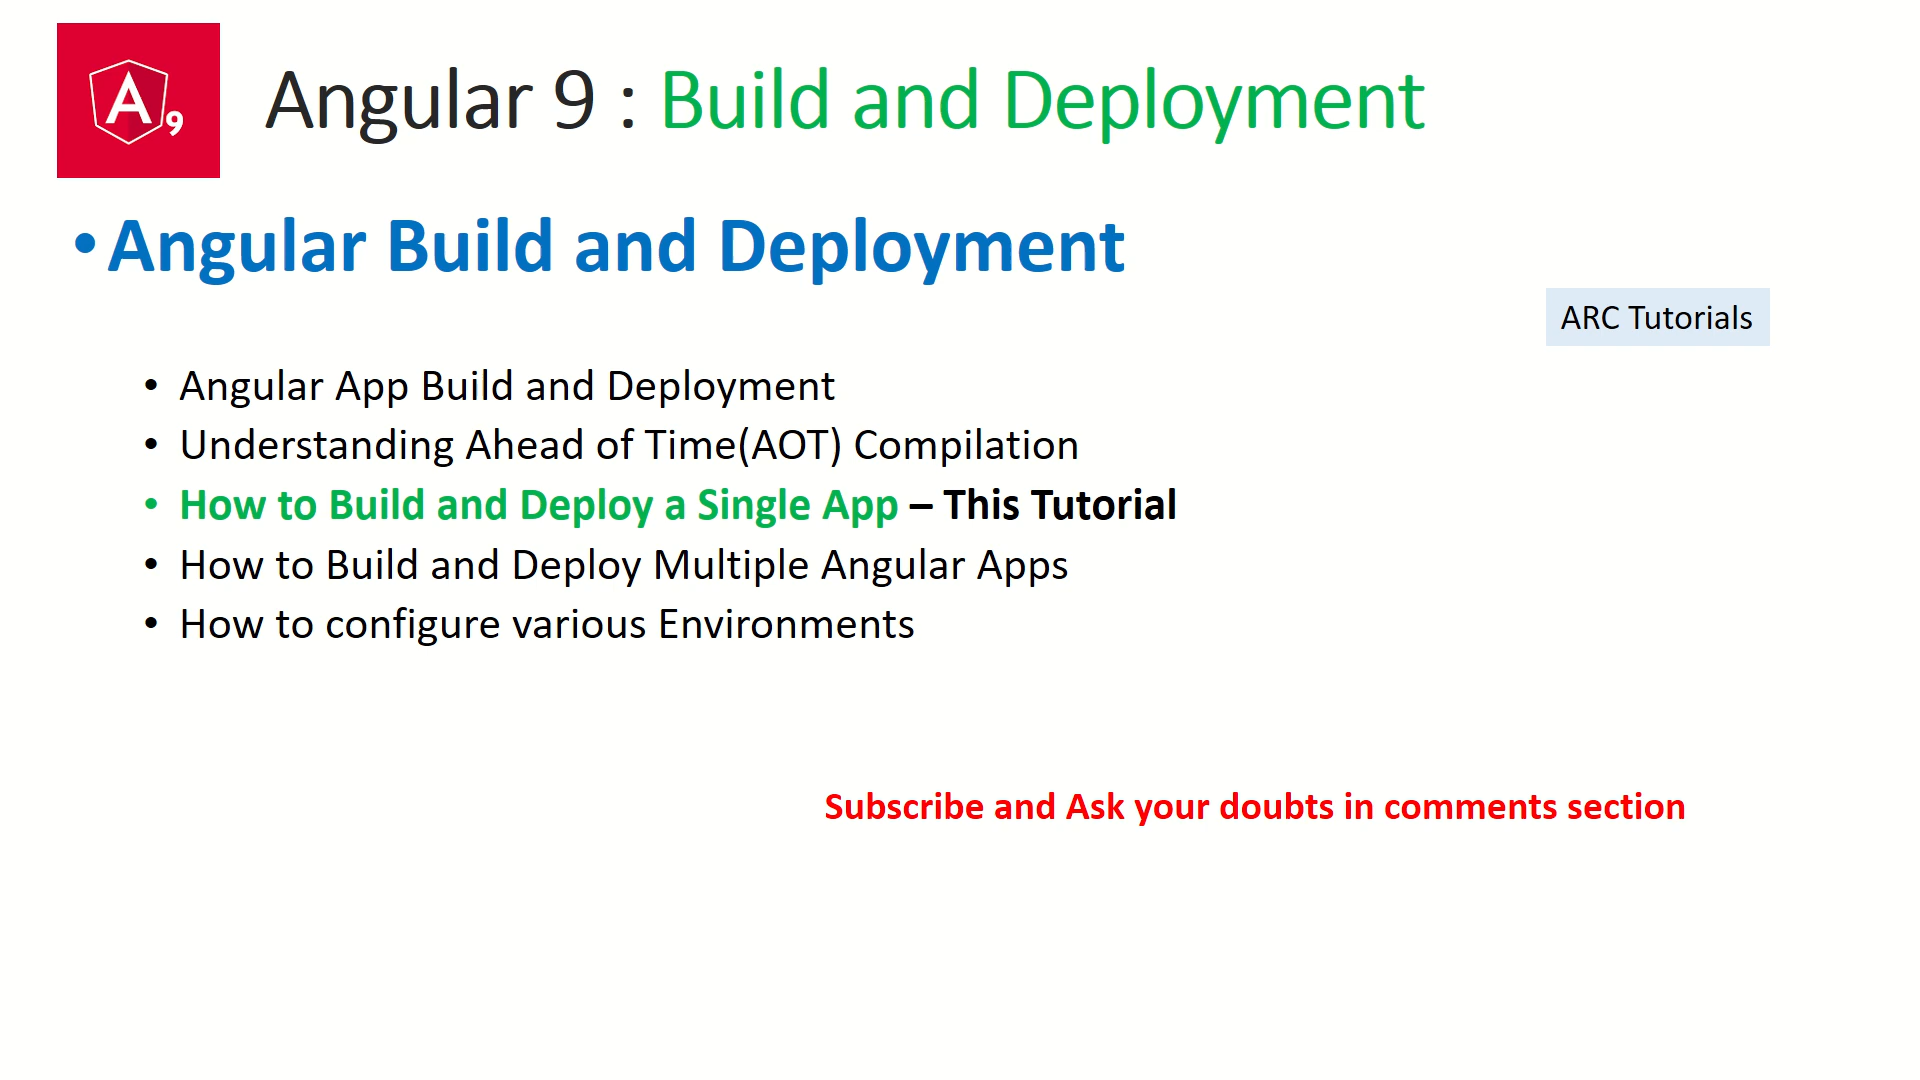 A9
Angular 9 : Build and Deployment
•Angular Build and Deployment
ARC Tutorials
• Angular App Build and Deployment
• Understanding Ahead of Time(AOT) Compilation
• How to Build and Deploy a Single App – This Tutorial
• How to Build and Deploy Multiple Angular Apps
• How to configure various Environments
Subscribe and Ask your doubts in comments section